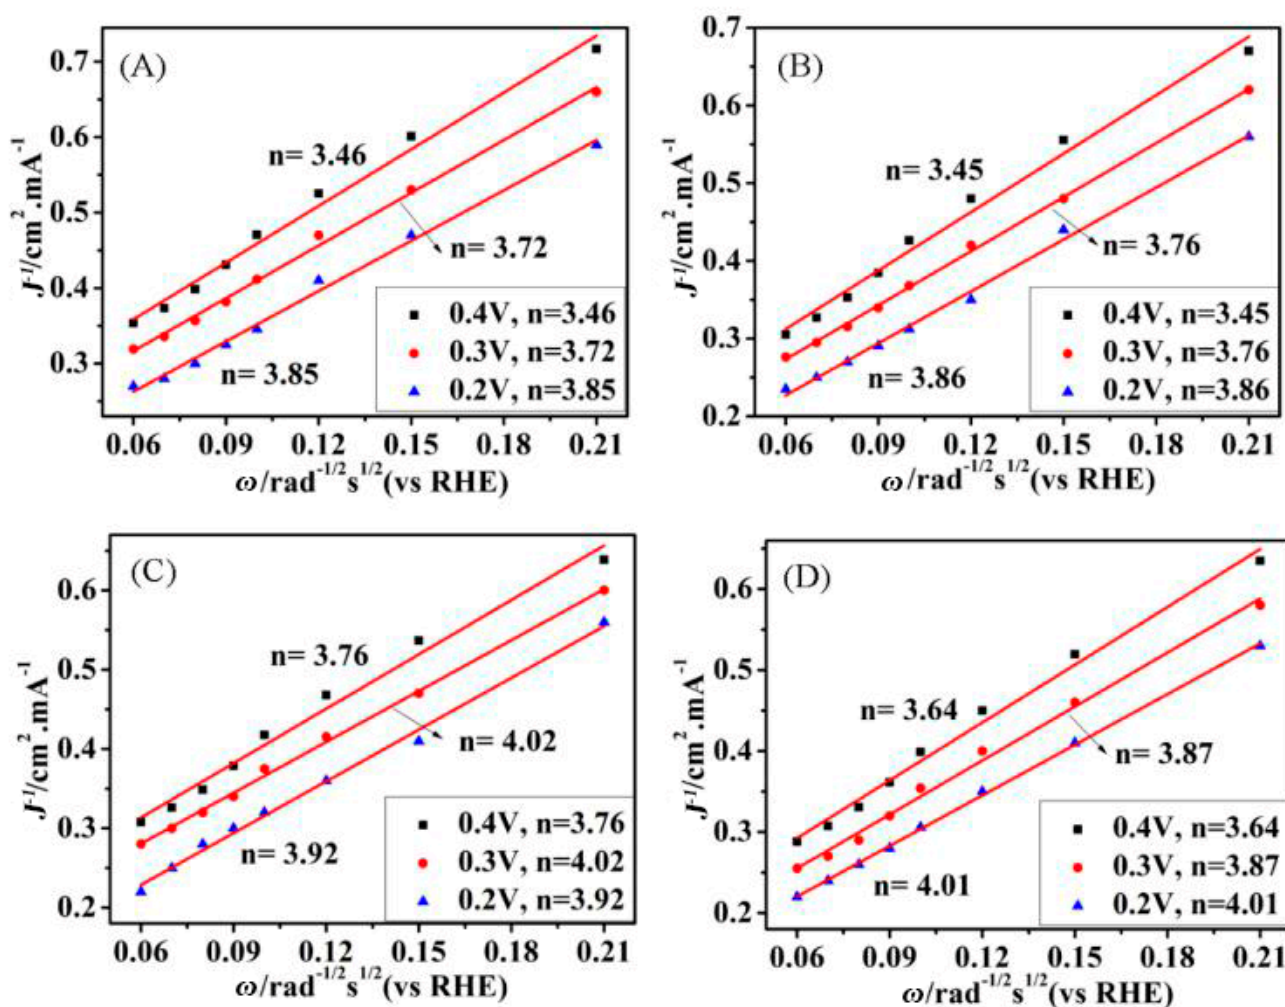 (A)
0.7
0.6
0.5
0.4
0.3
J⁻¹/cm².mA⁻¹
n= 3.46
n= 3.72
n= 3.85
0.4V, n=3.46
0.3V, n=3.72
0.2V, n=3.85
0.06 0.09 0.12 0.15 0.18 0.21
ω/rad⁻¹/²s¹/²(vs RHE)
(B)
0.7
0.6
0.5
0.4
0.3
0.2
J⁻¹/cm².mA⁻¹
n= 3.45
n= 3.76
n= 3.86
0.4V, n=3.45
0.3V, n=3.76
0.2V, n=3.86
0.06 0.09 0.12 0.15 0.18 0.21
ω/rad⁻¹/²s¹/²(vs RHE)
(C)
0.6
0.5
0.4
0.3
0.2
J⁻¹/cm².mA⁻¹
n= 3.76
n= 4.02
n= 3.92
0.4V, n=3.76
0.3V, n=4.02
0.2V, n=3.92
0.06 0.09 0.12 0.15 0.18 0.21
ω/rad⁻¹/²s¹/²(vs RHE)
(D)
0.6
0.5
0.4
0.3
0.2
J⁻¹/cm².mA⁻¹
n= 3.64
n= 3.87
n= 4.01
0.4V, n=3.64
0.3V, n=3.87
0.2V, n=4.01
0.06 0.09 0.12 0.15 0.18 0.21
ω/rad⁻¹/²s¹/²(vs RHE)